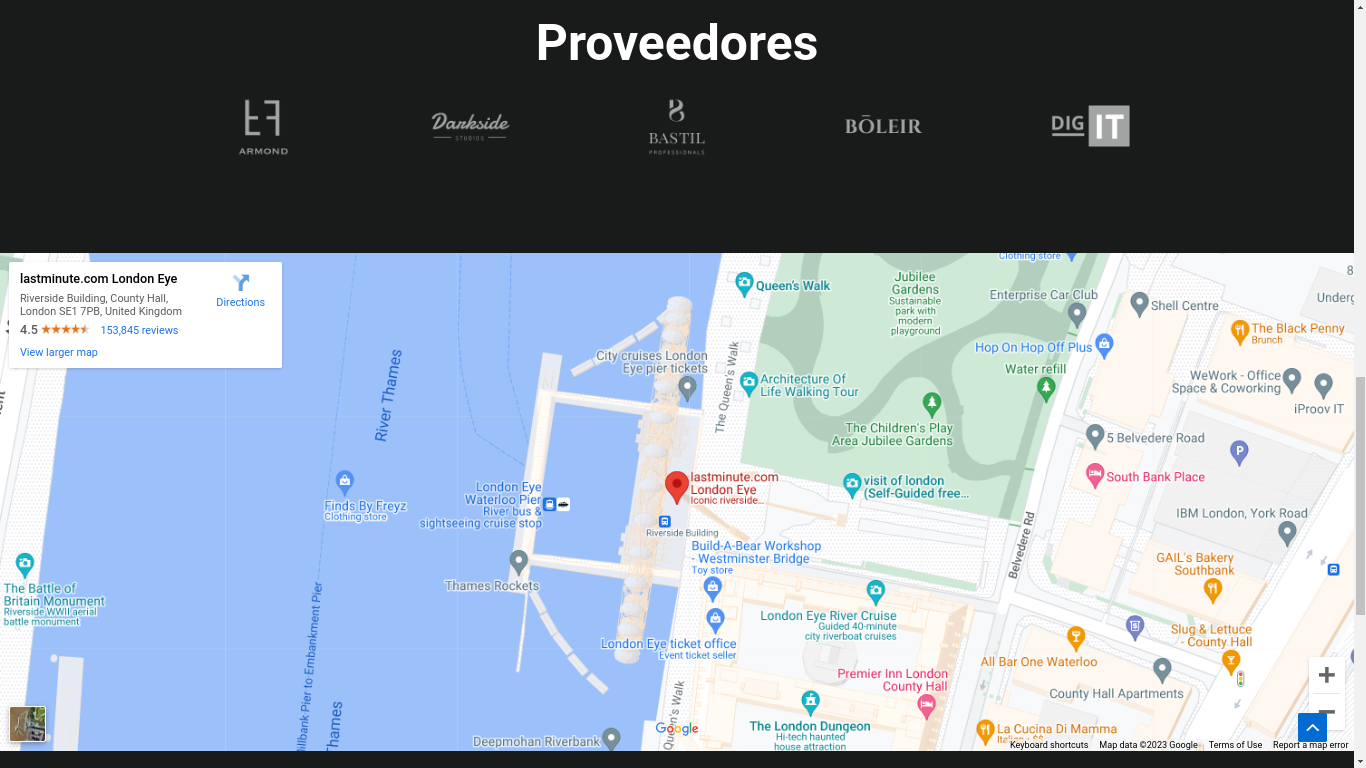 Proveedores
ARMOND
Darkside
STUDIOS
BASTIL
PROFESSIONALS
BŌLEIR
DIG IT
lastminute.com London Eye
Riverside Building, County Hall,
London SE1 7PB, United Kingdom
Directions
4.5
153,845 reviews
View larger map
Clothing store
Queen's Walk
Jubilee
Gardens
Sustainable
park with
modern
playground
Enterprise Car Club
Shell Centre
The Black Penny
Brunch
Hop On Hop Off Plus
City cruises London
Eye pier tickets
River Thames
The Queen's Walk
Architecture Of
Life Walking Tour
Water refill
WeWork - Office
Space & Coworking
iProov IT
The Children's Play
Area Jubilee Gardens
5 Belvedere Road
P
South Bank Place
lastminute.com
London Eye
Iconic riverside...
visit of london
(Self-Guided free...
Finds By Freyz
Clothing store
London Eye
Waterloo Pier
River bus &
sightseeing cruise stop
Riverside Building
IBM London, York Road
Belvedere Rd
Build-A-Bear Workshop
- Westminster Bridge
Toy store
GAIL's Bakery
Southbank
The Battle of
Britain Monument
Riverside WWII aerial
battle monument
Thames Rockets
London Eye River Cruise
Guided 40-minute
city riverboat cruises
London Eye ticket office
Event ticket seller
Slug & Lettuce
- County Hall
All Bar One Waterloo
Premier Inn London
County Hall
County Hall Apartments
illbank Pier to Embankment Pier
hames
Queen's Walk
The London Dungeon
Hi-tech haunted
house attraction
La Cucina Di Mamma
Italian • $$
Deepmohan Riverbank
Google
Keyboard shortcuts
Map data ©2023 Google
Terms of Use
Report a map error